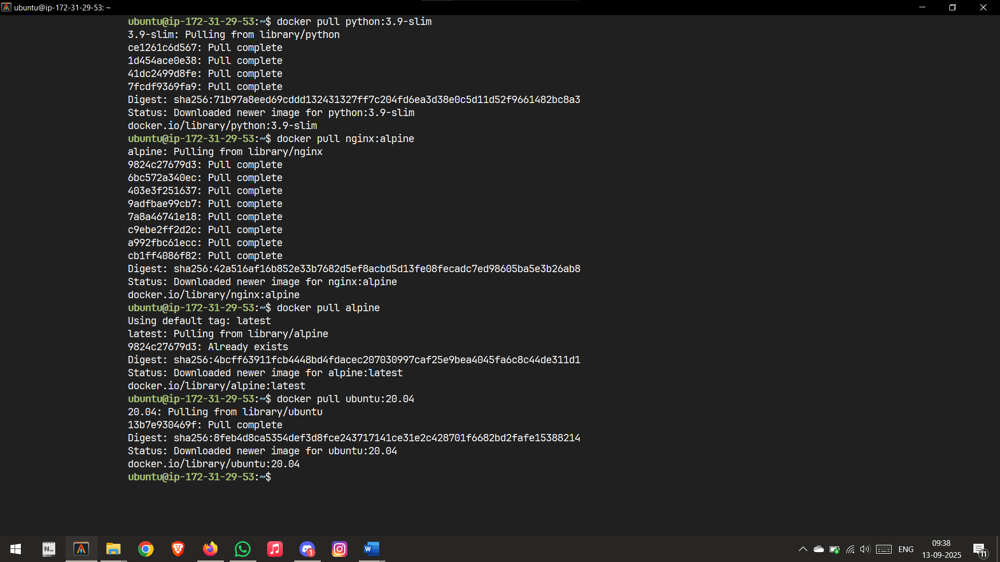 ubuntu@ip-172-31-29-53: ~
ubuntu@ip-172-31-29-53:~$ docker pull python:3.9-slim
3.9-slim: Pulling from library/python
ce1261c6d567: Pull complete
1d454ace0e38: Pull complete
41dc2499d8fe: Pull complete
7fcdf9369fa9: Pull complete
Digest: sha256:71b97a8eed69cddd132431327ff7c204fd6ea3d38e0c5d11d52f9661482bc8a3
Status: Downloaded newer image for python:3.9-slim
docker.io/library/python:3.9-slim
ubuntu@ip-172-31-29-53:~$ docker pull nginx:alpine
alpine: Pulling from library/nginx
9824c27679d3: Pull complete
6bc572a340ec: Pull complete
403e3f251637: Pull complete
9adfbae99cb7: Pull complete
7a8a46741e18: Pull complete
c9ebe2ff2d2c: Pull complete
a992fbc61ecc: Pull complete
cb1ff4086f82: Pull complete
Digest: sha256:42a516af16b852e33b7682d5ef8acbd5d13fe08fecadc7ed98605ba5e3b26ab8
Status: Downloaded newer image for nginx:alpine
docker.io/library/nginx:alpine
ubuntu@ip-172-31-29-53:~$ docker pull alpine
Using default tag: latest
latest: Pulling from library/alpine
9824c27679d3: Already exists
Digest: sha256:4bcff63911fcb4448bd4fdacec207030997caf25e9bea4045fa6c8c44de311d1
Status: Downloaded newer image for alpine:latest
docker.io/library/alpine:latest
ubuntu@ip-172-31-29-53:~$ docker pull ubuntu:20.04
20.04: Pulling from library/ubuntu
13b7e930469f: Pull complete
Digest: sha256:8feb4d8ca5354def3d8fce243717141ce31e2c428701f6682bd2fafe15388214
Status: Downloaded newer image for ubuntu:20.04
docker.io/library/ubuntu:20.04
ubuntu@ip-172-31-29-53:~$
N_
1
W
ENG
09:38
13-09-2025
11